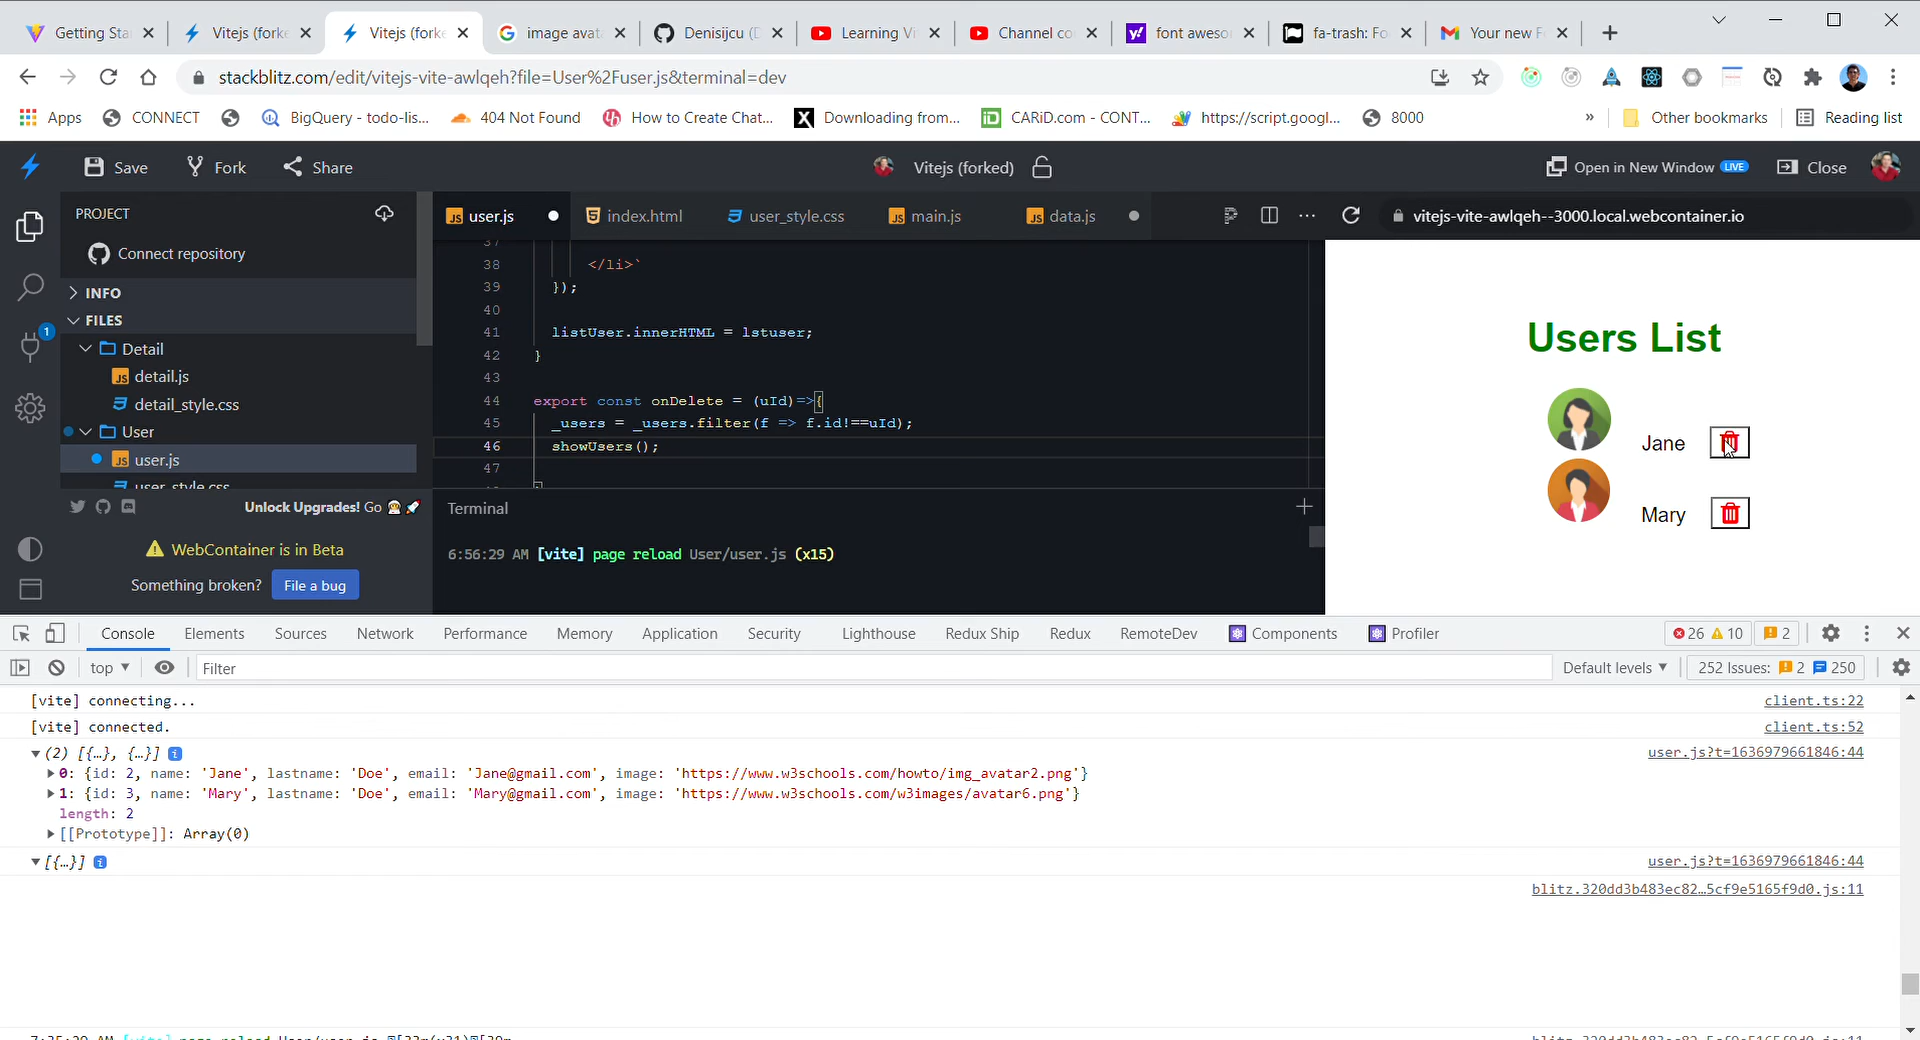 Getting Sta
Vitejs (forke
Vitejs (forke
image avat
Denisijcu (D
Learning Vi
Channel co
font aweso
fa-trash: Fo
Your new F
stackblitz.com/edit/vitejs-vite-awlqeh?file=User%2Fuser.js&terminal=dev
Apps
CONNECT
BigQuery - todo-lis...
404 Not Found
How to Create Chat...
Downloading from...
CARiD.com - CONT...
https://script.googl...
8000
»
Other bookmarks
Reading list
Save
Fork
Share
Vitejs (forked)
Open in New Window LIVE
Close
PROJECT
Connect repository
INFO
FILES
Detail
detail.js
detail_style.css
User
user.js
user_style.css
1
Unlock Upgrades! Go
WebContainer is in Beta
Something broken? File a bug
user.js
index.html
user_style.css
main.js
data.js
vitejs-vite-awlqeh--3000.local.webcontainer.io
37
38 </li>`
39 });
40
41 listUser.innerHTML = lstuser;
42 }
43
44 export const onDelete = (uId)=>{
45 _users = _users.filter(f => f.id!==uId);
46 showUsers();
47
Terminal
6:56:29 AM [vite] page reload User/user.js (x15)
Users List
Jane
Mary
Console
Elements
Sources
Network
Performance
Memory
Application
Security
Lighthouse
Redux Ship
Redux
RemoteDev
Components
Profiler
26 10 2
top
Filter
Default levels
252 Issues: 2 250
[vite] connecting... client.ts:22
[vite] connected. client.ts:52
(2) [{…}, {…}] i user.js?t=1636979661846:44
0: {id: 2, name: 'Jane', lastname: 'Doe', email: 'Jane@gmail.com', image: 'https://www.w3schools.com/howto/img_avatar2.png'}
1: {id: 3, name: 'Mary', lastname: 'Doe', email: 'Mary@gmail.com', image: 'https://www.w3schools.com/w3images/avatar6.png'}
length: 2
[[Prototype]]: Array(0)
[{…}] i user.js?t=1636979661846:44
blitz.320dd3b483ec82…5cf9e5165f9d0.js:11